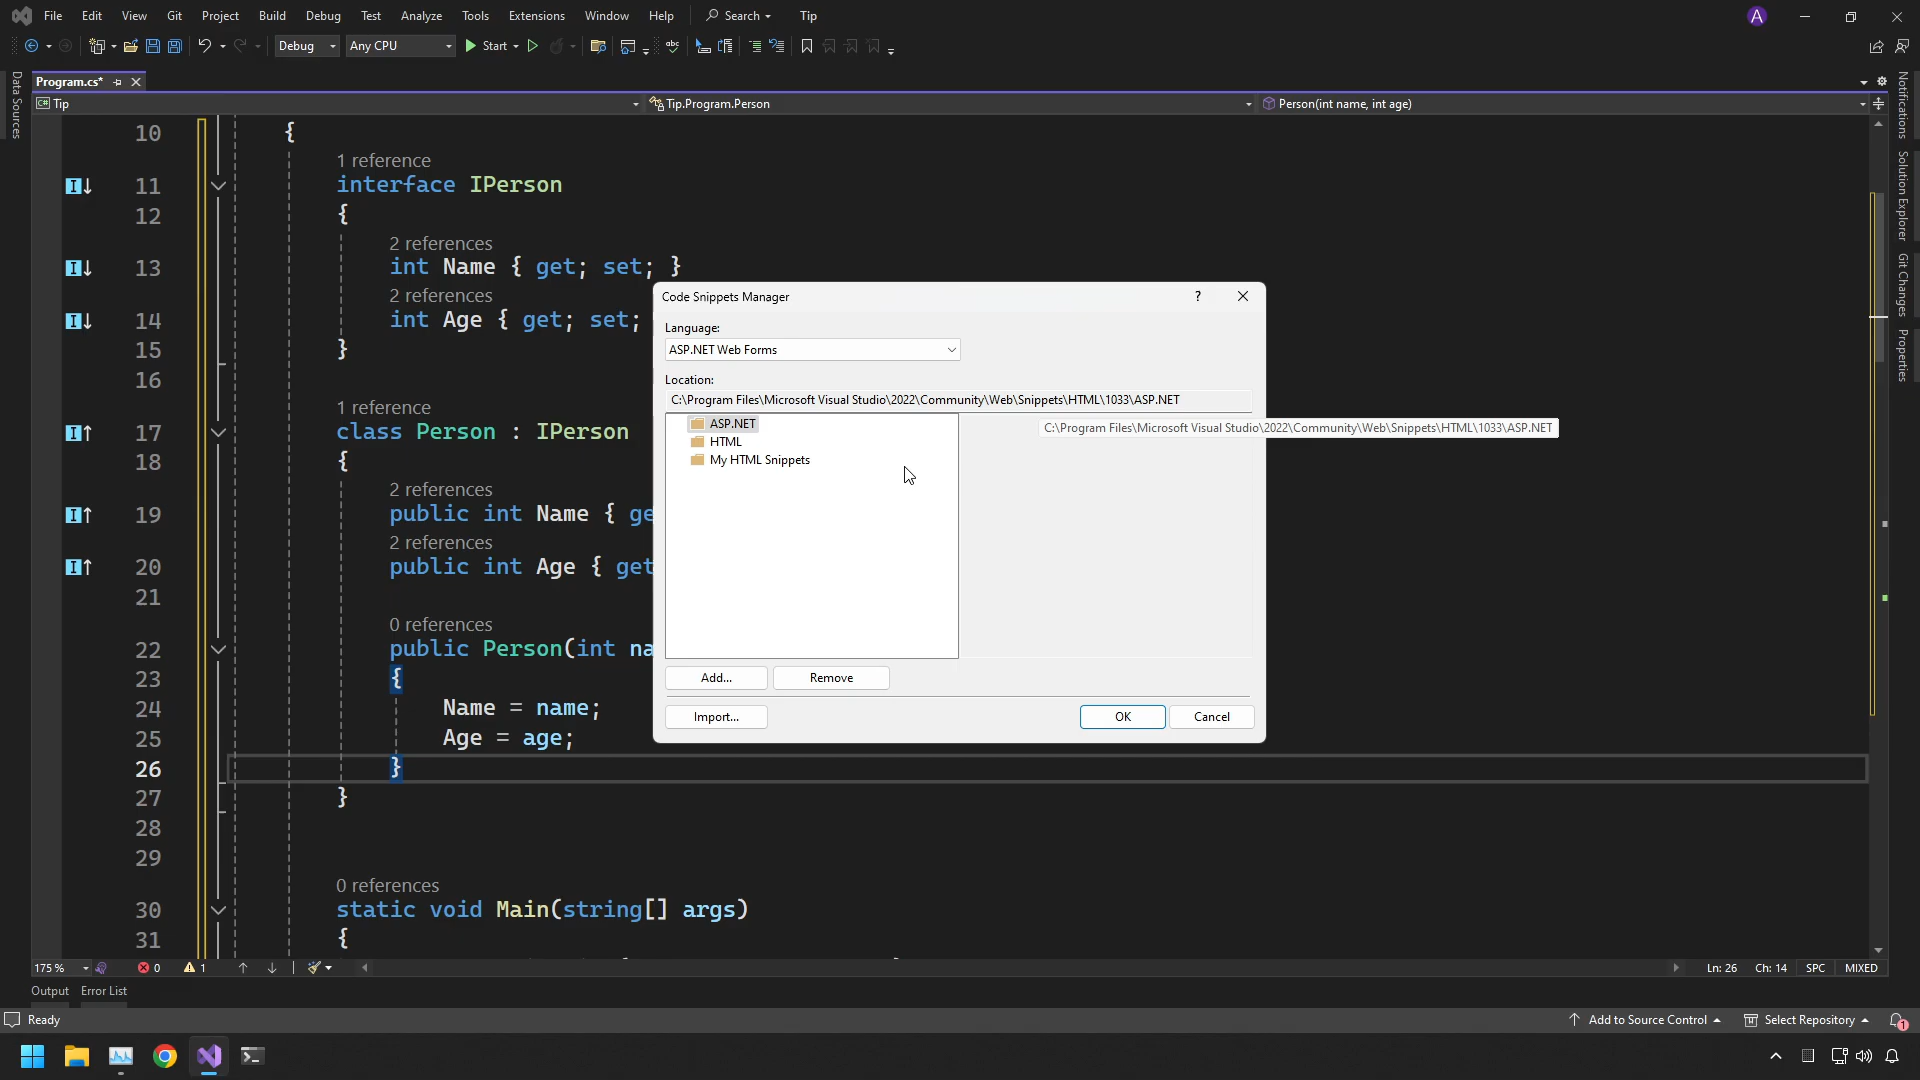 File Edit View Git Project Build Debug Test Analyze Tools Extensions Window Help Search Tip A
Debug Any CPU Start abc
Data Sources
Program.cs*
Tip Tip.Program.Person Person(int name, int age)
10 {
1 reference
11 interface IPerson
12 {
2 references
13 int Name { get; set; }
2 references
14 int Age { get; set;
15 }
16
1 reference
17 class Person : IPerson
18 {
2 references
19 public int Name { ge
2 references
20 public int Age { get
21
0 references
22 public Person(int na
23 {
24 Name = name;
25 Age = age;
26 }
27 }
28
29
0 references
30 static void Main(string[] args)
31 {
Code Snippets Manager ?
Language:
ASP.NET Web Forms
Location:
C:\Program Files\Microsoft Visual Studio\2022\Community\Web\Snippets\HTML\1033\ASP.NET
ASP.NET
C:\Program Files\Microsoft Visual Studio\2022\Community\Web\Snippets\HTML\1033\ASP.NET
HTML
My HTML Snippets
Add... Remove
Import... OK Cancel
Notifications
Solution Explorer
Git Changes
Properties
175 % 0 1 Ln: 26 Ch: 14 SPC MIXED
Output Error List
Ready Add to Source Control Select Repository 1